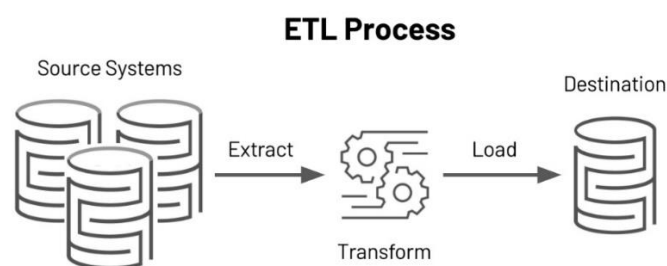 ETL Process
Source Systems
Destination
Extract
Load
Transform